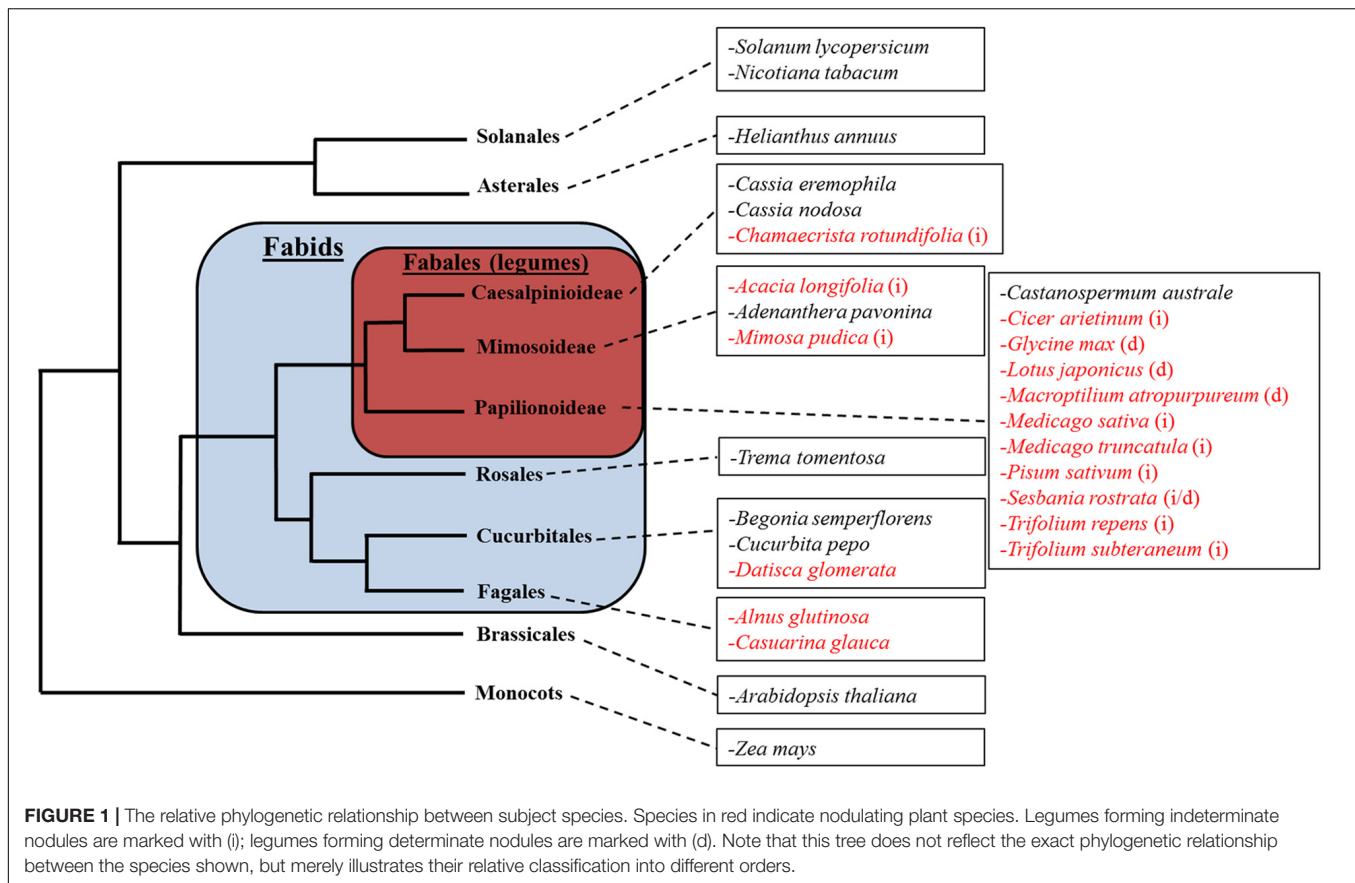 Solanales
-Solanum lycopersicum
-Nicotiana tabacum
Asterales
-Helianthus annuus
Fabids
Fabales (legumes)
Caesalpinioideae
-Cassia eremophila
-Cassia nodosa
-Chamaecrista rotundifolia (i)
Mimosoideae
-Acacia longifolia (i)
-Adenanthera pavonina
-Mimosa pudica (i)
Papilionoideae
-Castanospermum australe
-Cicer arietinum (i)
-Glycine max (d)
-Lotus japonicus (d)
-Macroptilium atropurpureum (d)
-Medicago sativa (i)
-Medicago truncatula (i)
-Pisum sativum (i)
-Sesbania rostrata (i/d)
-Trifolium repens (i)
-Trifolium subteraneum (i)
Rosales
-Trema tomentosa
Cucurbitales
-Begonia semperflorens
-Cucurbita pepo
-Datisca glomerata
Fagales
-Alnus glutinosa
-Casuarina glauca
Brassicales
-Arabidopsis thaliana
Monocots
-Zea mays
FIGURE 1 | The relative phylogenetic relationship between subject species. Species in red indicate nodulating plant species. Legumes forming indeterminate
nodules are marked with (i); legumes forming determinate nodules are marked with (d). Note that this tree does not reflect the exact phylogenetic relationship
between the species shown, but merely illustrates their relative classification into different orders.